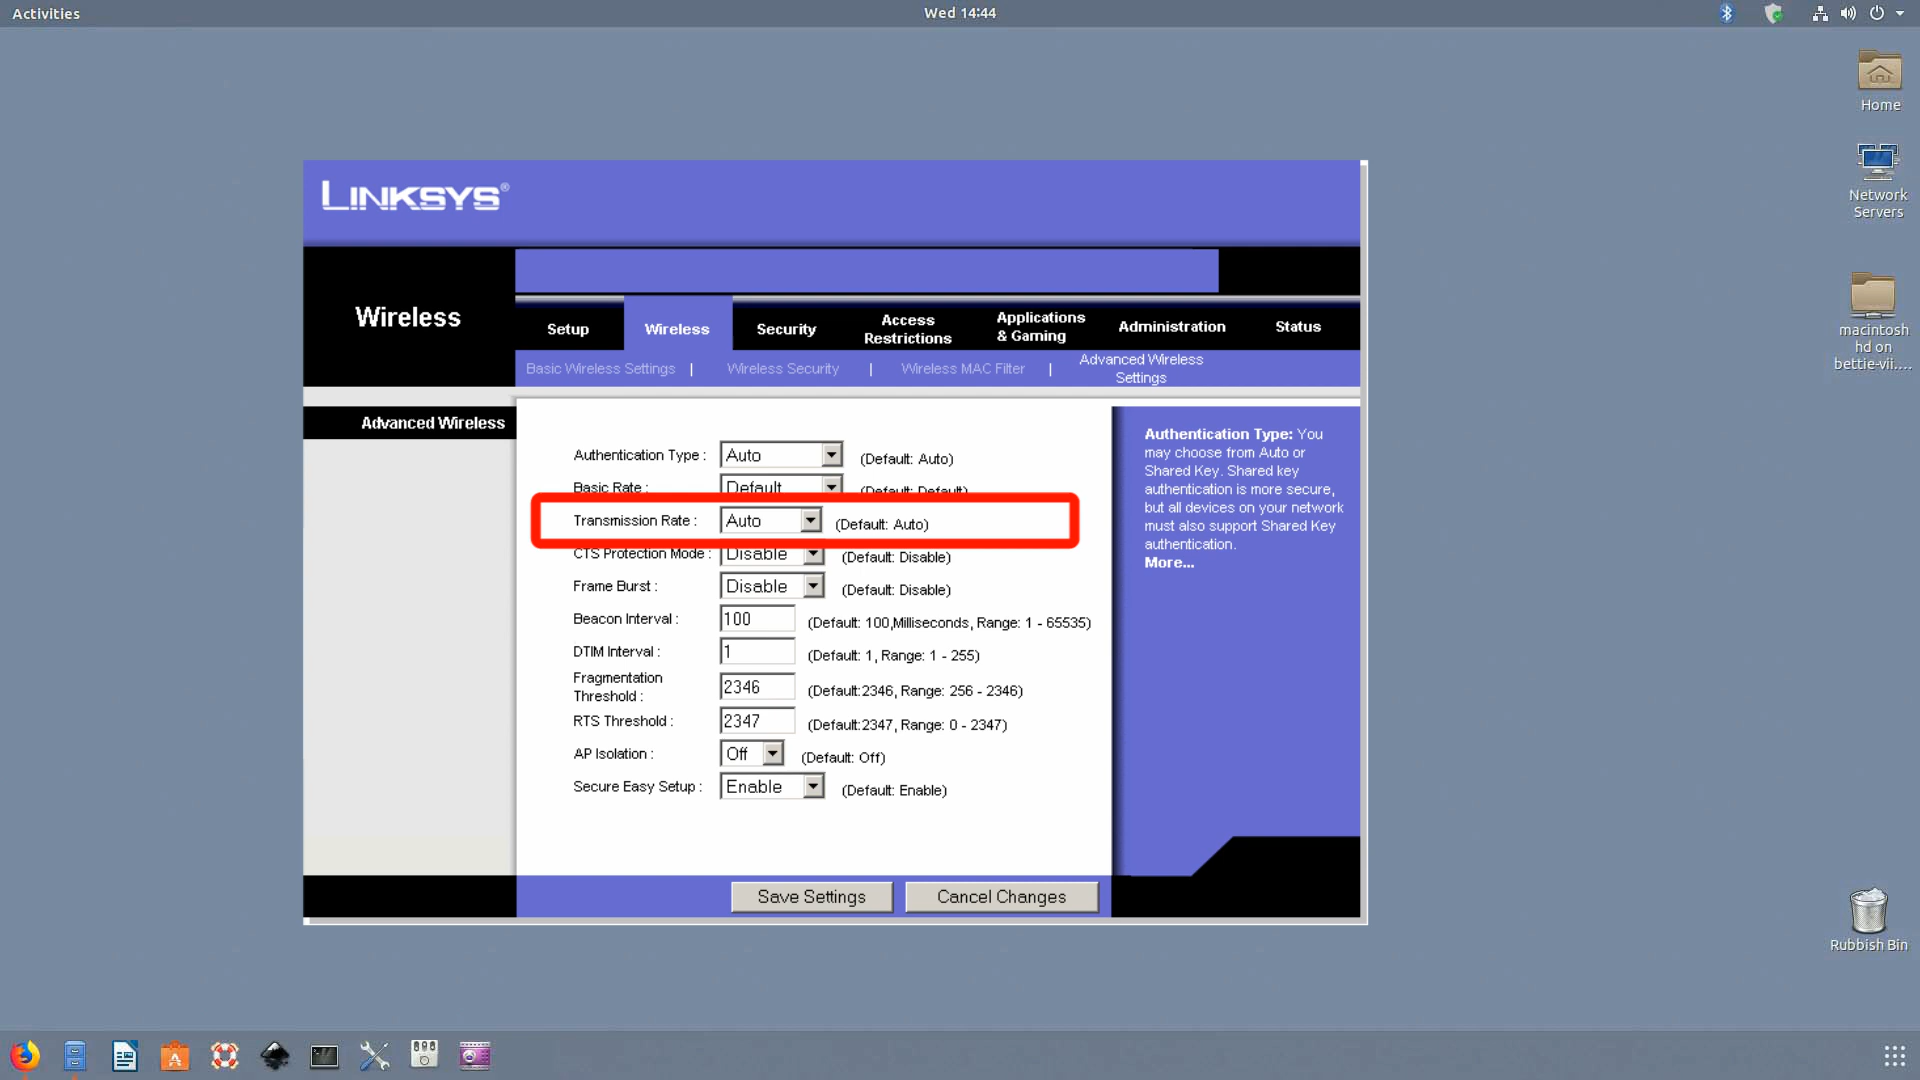 Activities
Wed 14:44
Home
Network
Servers
macintosh
hd on
bettie-vii....
LINKSYS®
Wireless
Setup
Wireless
Security
Access
Restrictions
Applications
& Gaming
Administration
Status
Basic Wireless Settings |
Wireless Security |
Wireless MAC Filter |
Advanced Wireless
Settings
Advanced Wireless
Authentication Type : Auto (Default: Auto)
Basic Rate : Default (Default: Default)
Transmission Rate : Auto (Default: Auto)
CTS Protection Mode : Disable (Default: Disable)
Frame Burst : Disable (Default: Disable)
Beacon Interval : 100 (Default: 100,Milliseconds, Range: 1 - 65535)
DTIM Interval : 1 (Default: 1, Range: 1 - 255)
Fragmentation
Threshold : 2346 (Default:2346, Range: 256 - 2346)
RTS Threshold : 2347 (Default:2347, Range: 0 - 2347)
AP Isolation : Off (Default: Off)
Secure Easy Setup : Enable (Default: Enable)
Authentication Type: You
may choose from Auto or
Shared Key. Shared key
authentication is more secure,
but all devices on your network
must also support Shared Key
authentication.
More...
Save Settings
Cancel Changes
Rubbish Bin